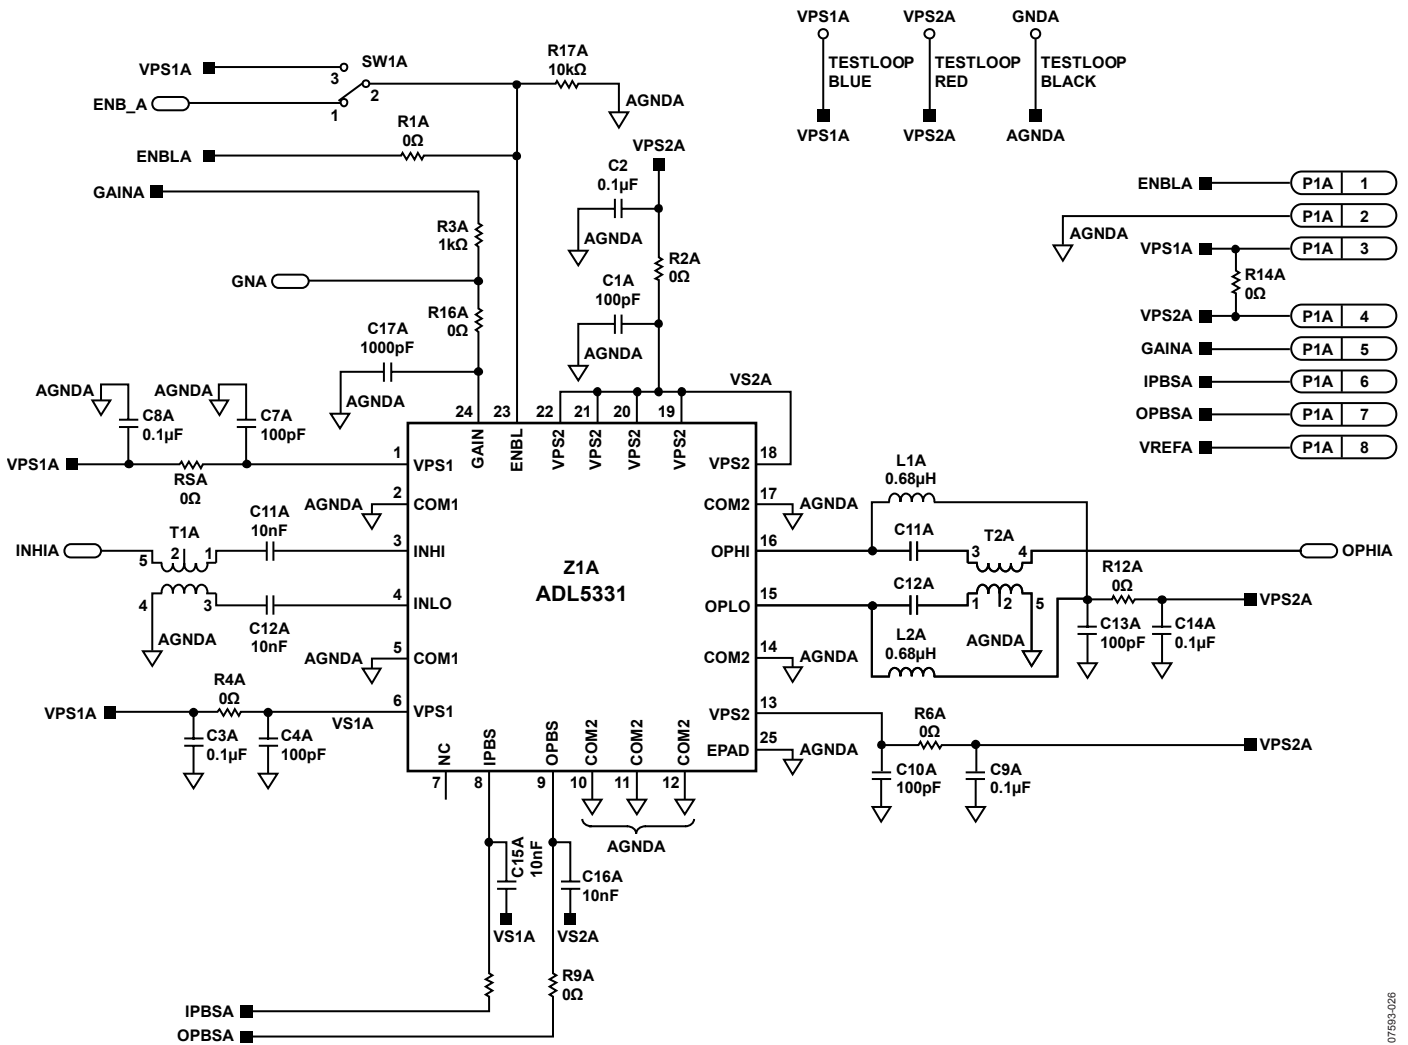 VPS1A
3
SW1A
2
ENB_A
1
R17A
10kΩ
AGNDA
R1A
0Ω
ENBLA
GAINA
R3A
1kΩ
GNA
R16A
0Ω
C17A
1000pF
AGNDA
VPS2A
C2
0.1µF
AGNDA
R2A
0Ω
C1A
100pF
AGNDA
VS2A
VPS1A
VPS2A
GNDA
TESTLOOP
BLUE
TESTLOOP
RED
TESTLOOP
BLACK
VPS1A
VPS2A
AGNDA
ENBLA P1A 1
P1A 2
AGNDA
VPS1A P1A 3
R14A
0Ω
VPS2A P1A 4
GAINA P1A 5
IPBSA P1A 6
OPBSA P1A 7
VREFA P1A 8
AGNDA
C8A
0.1µF
AGNDA
C7A
100pF
VPS1A
RSA
0Ω
24 23 22 21 20 19
GAIN
ENBL
VPS2
VPS2
VPS2
VPS2
1
VPS1
AGNDA
2
COM1
INHIA
T1A
5 2 1
C11A
10nF
3
INHI
4 3
C12A
10nF
4
INLO
AGNDA
AGNDA
5
COM1
VPS1A
R4A
0Ω
VS1A
6
VPS1
C3A
0.1µF
C4A
100pF
Z1A
ADL5331
18
VPS2
17
COM2
AGNDA
16
OPHI
15
OPLO
14
COM2
AGNDA
13
VPS2
25
EPAD
AGNDA
L1A
0.68µH
C11A
T2A
3 4
OPHIA
C12A
1 2 5
AGNDA
L2A
0.68µH
R12A
0Ω
VPS2A
C13A
100pF
C14A
0.1µF
R6A
0Ω
VPS2A
C10A
100pF
C9A
0.1µF
NC
IPBS
OPBS
COM2
COM2
COM2
7 8 9 10 11 12
AGNDA
C15A
10nF
VS1A
C16A
10nF
VS2A
R9A
0Ω
IPBSA
OPBSA
07593-026